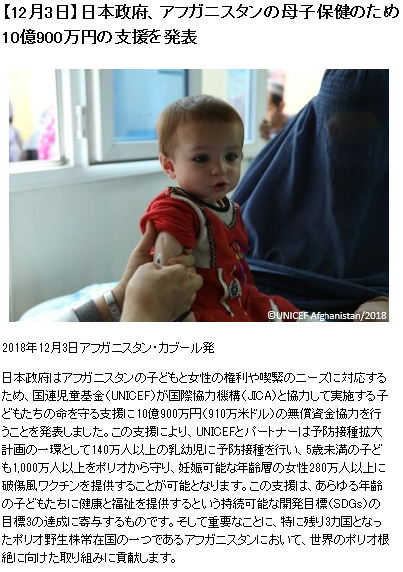 【12月3日】日本政府、アフガニスタンの母子保健のため
10億900万円の支援を発表
©UNICEF Afghanistan/2018
2018年12月3日アフガニスタン・カブール発
日本政府はアフガニスタンの子どもと女性の権利や喫緊のニーズに対応する
ため、国連児童基金(UNICEF)が国際協力機構(JICA)と協力して実施する子
どもたちの命を守る支援に10億900万円(910万米ドル)の無償資金協力を行
うことを発表しました。この支援により、UNICEFとパートナーは予防接種拡大
計画の一環として140万人以上の乳幼児に予防接種を行い、5歳未満の子ど
も1,000万人以上をポリオから守り、妊娠可能な年齢層の女性280万人以上に
破傷風ワクチンを提供することが可能となります。この支援は、あらゆる年齢
の子どもたちに健康と福祉を提供するという持続可能な開発目標(SDGs)の
目標3の達成に寄与するものです。そして重要なことに、特に残り3カ国となっ
たポリオ野生株常在国の一つであるアフガニスタンにおいて、世界のポリオ根
絶に向けた取り組みに貢献します。